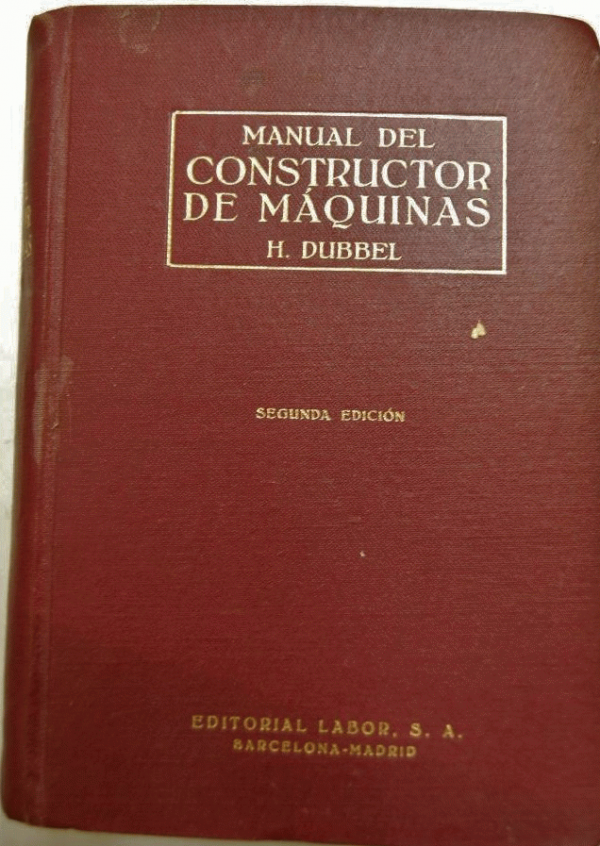 MANUAL DEL
CONSTRUCTOR
DE MÁQUINAS
H. DUBBEL
SEGUNDA EDICIÓN
EDITORIAL LABOR, S. A.
BARCELONA-MADRID